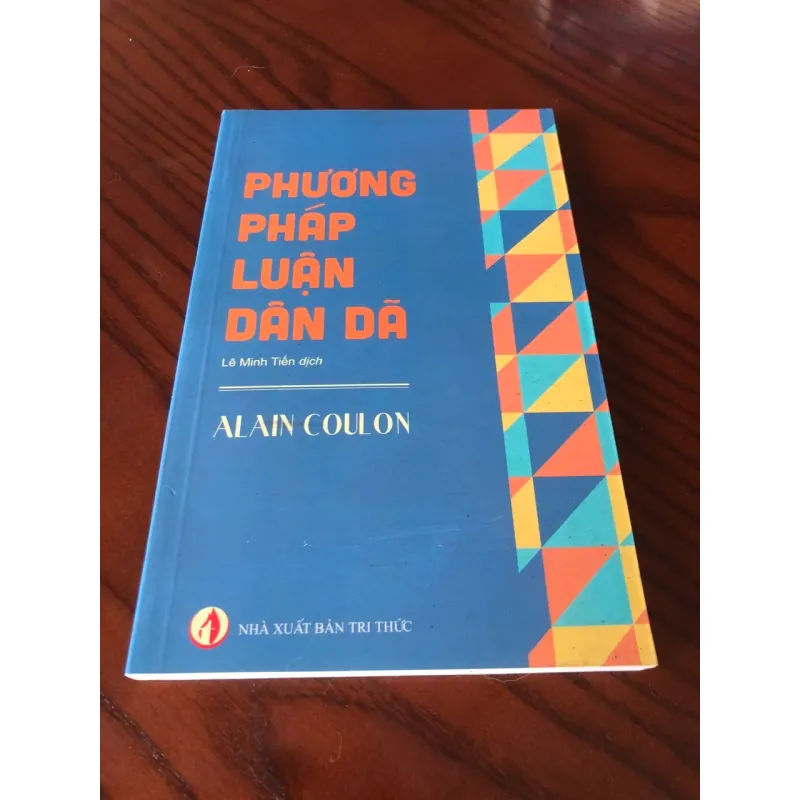 PHƯƠNG
PHÁP
LUẬN
DÂN DÃ
Lê Minh Tiến dịch
ALAIN COULON
NHÀ XUẤT BẢN TRI THỨC